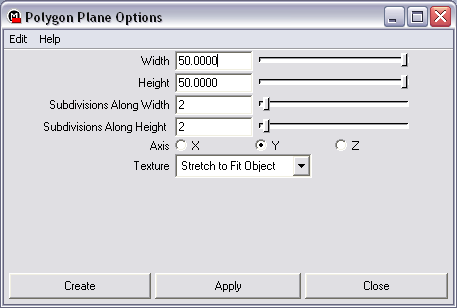 Polygon Plane Options
Edit Help
Width 50.0000
Height 50.0000
Subdivisions Along Width 2
Subdivisions Along Height 2
Axis X Y Z
Texture Stretch to Fit Object
Create Apply Close